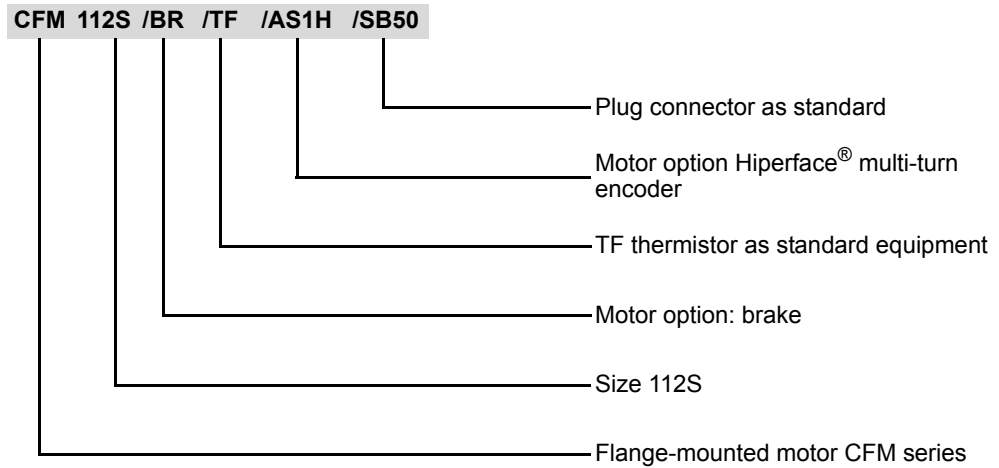 CFM 112S /BR /TF /AS1H /SB50
Plug connector as standard
Motor option Hiperface® multi-turn
encoder
TF thermistor as standard equipment
Motor option: brake
Size 112S
Flange-mounted motor CFM series